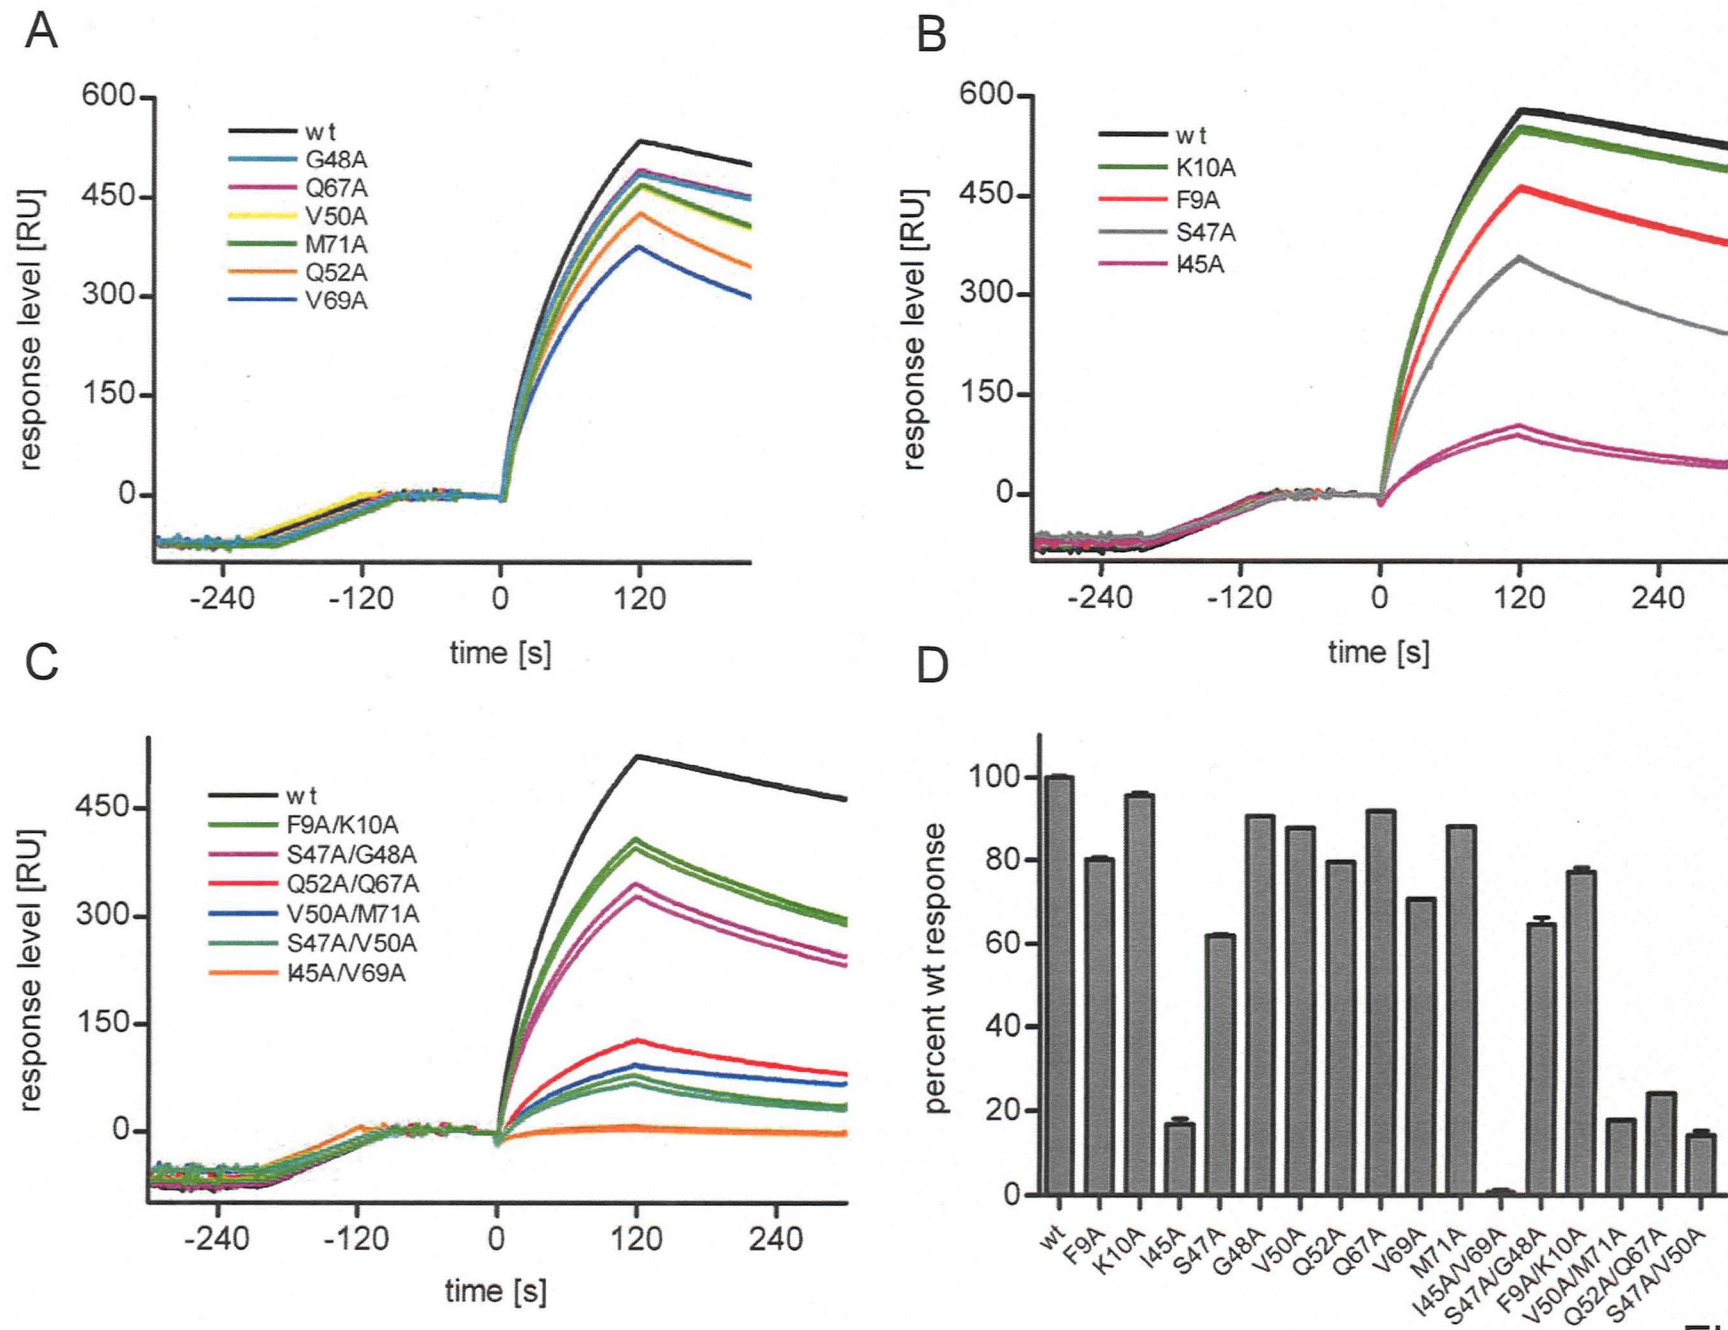 A
600
450
300
150
0
response level [RU]
wt
G48A
Q67A
V50A
M71A
Q52A
V69A
-240 -120 0 120
time [s]
B
600
450
300
150
0
response level [RU]
wt
K10A
F9A
S47A
I45A
-240 -120 0 120 240
time [s]
C
450
300
150
0
response level [RU]
wt
F9A/K10A
S47A/G48A
Q52A/Q67A
V50A/M71A
S47A/V50A
I45A/V69A
-240 -120 0 120 240
time [s]
D
100
80
60
40
20
0
percent wt response
wt
F9A
K10A
I45A
S47A
G48A
V50A
Q52A
Q67A
V69A
M71A
I45A/V69A
S47A/G48A
F9A/K10A
V50A/M71A
Q52A/Q67A
S47A/V50A